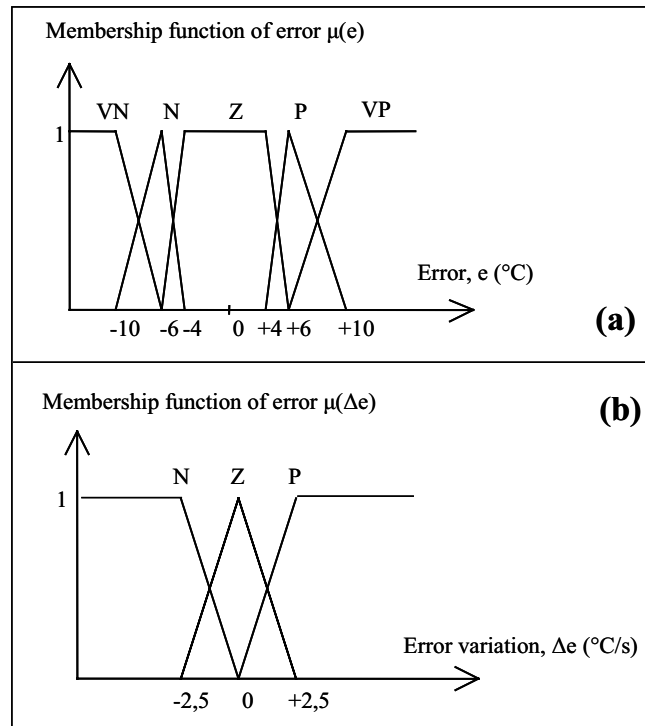 Membership function of error μ(e)
VN N Z P VP
1
Error, e (°C)
-10 -6 -4 0 +4 +6 +10
(a)
Membership function of error μ(Δe)
(b)
N Z P
1
Error variation, Δe (°C/s)
-2,5 0 +2,5